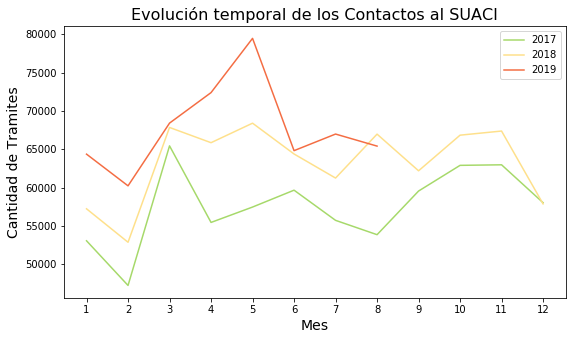 Evolución temporal de los Contactos al SUACI
2017
2018
2019
Cantidad de Tramites
80000
75000
70000
65000
60000
55000
50000
1 2 3 4 5 6 7 8 9 10 11 12
Mes